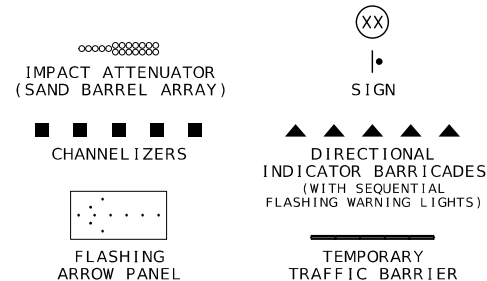 XX
IMPACT ATTENUATOR
(SAND BARREL ARRAY)
SIGN
CHANNELIZERS
DIRECTIONAL
INDICATOR BARRICADES
(WITH SEQUENTIAL
FLASHING WARNING LIGHTS)
FLASHING
ARROW PANEL
TEMPORARY
TRAFFIC BARRIER